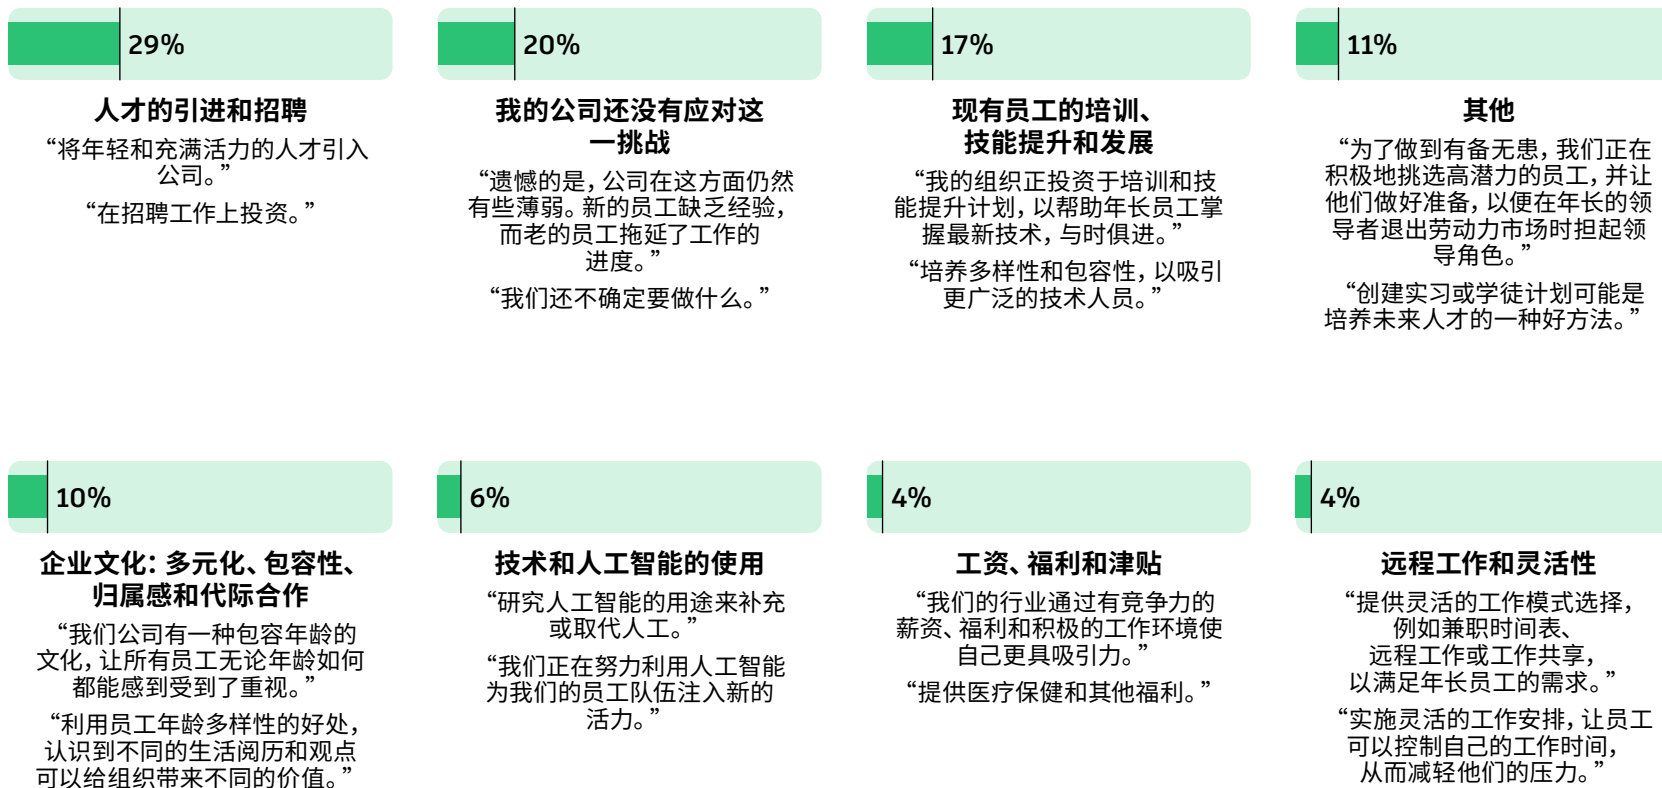 29%
人才的引进和招聘
“将年轻和充满活力的人才引入
公司。”
“在招聘工作上投资。”
20%
我的公司还没有应对这
一挑战
“遗憾的是，公司在这方面仍然
有些薄弱。新的员工缺乏经验，
而老的员工拖延了工作的
进度。”
“我们还不确定要做什么。”
17%
现有员工的培训、
技能提升和发展
“我的组织正投资于培训和技
能提升计划，以帮助年长员工掌
握最新技术，与时俱进。”
“培养多样性和包容性，以吸引
更广泛的技术人员。”
11%
其他
“为了做到有备无患，我们正在
积极地挑选高潜力的员工，并让
他们做好准备，以便在年长的领
导者退出劳动力市场时担起领
导角色。”
“创建实习或学徒计划可能是
培养未来人才的一种好方法。”
10%
企业文化：多元化、包容性、
归属感和代际合作
“我们公司有一种包容年龄的
文化，让所有员工无论年龄如何
都能感到受到了重视。”
“利用员工年龄多样性的好处，
认识到不同的生活阅历和观点
可以给组织带来不同的价值。”
6%
技术和人工智能的使用
“研究人工智能的用途来补充
或取代人工。”
“我们正在努力利用人工智能
为我们的员工队伍注入新的
活力。”
4%
工资、福利和津贴
“我们的行业通过有竞争力的
薪资、福利和积极的工作环境使
自己更具吸引力。”
“提供医疗保健和其他福利。”
4%
远程工作和灵活性
“提供灵活的工作模式选择，
例如兼职时间表、
远程工作或工作共享，
以满足年长员工的需求。”
“实施灵活的工作安排，让员工
可以控制自己的工作时间，
从而减轻他们的压力。”